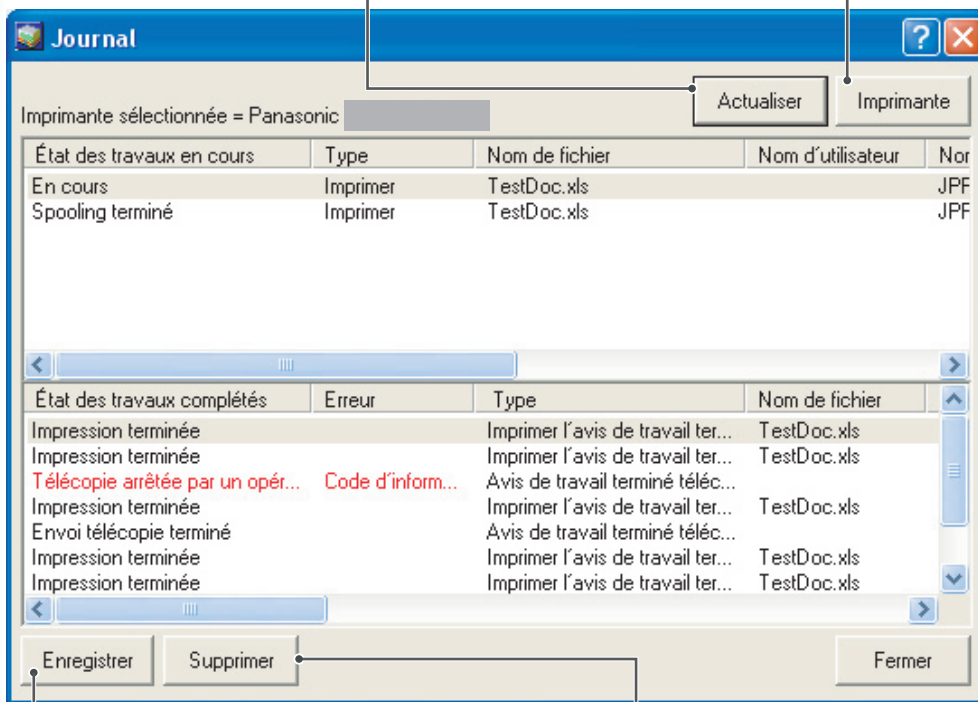 Journal
Actualiser Imprimante
Imprimante sélectionnée = Panasonic
État des travaux en cours Type Nom de fichier Nom d'utilisateur Nor
En cours Imprimer TestDoc.xls JPF
Spooling terminé Imprimer TestDoc.xls JPF
État des travaux complétés Erreur Type Nom de fichier
Impression terminée Imprimer l'avis de travail ter... TestDoc.xls
Impression terminée Imprimer l'avis de travail ter... TestDoc.xls
Télécopie arrêtée par un opér... Code d'inform... Avis de travail terminé téléc...
Impression terminée Imprimer l'avis de travail ter... TestDoc.xls
Envoi télécopie terminé Avis de travail terminé téléc...
Impression terminée Imprimer l'avis de travail ter... TestDoc.xls
Impression terminée Imprimer l'avis de travail ter... TestDoc.xls
Enregistrer Supprimer Fermer